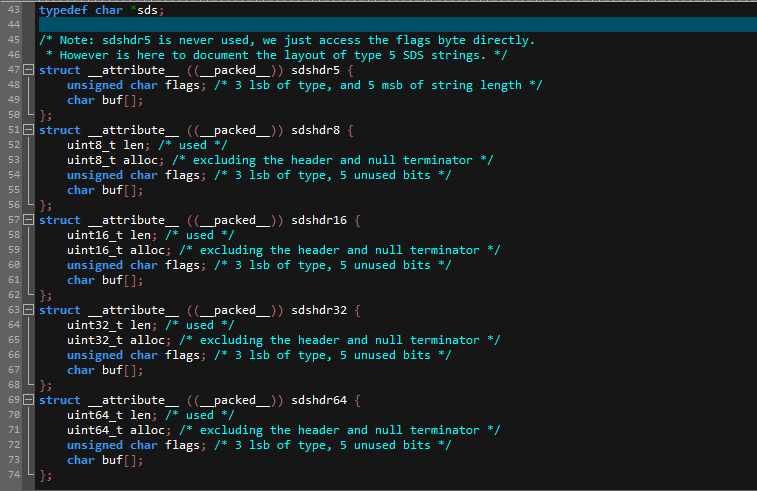 43 typedef char *sds;
44
45 /* Note: sdshdr5 is never used, we just access the flags byte directly.
46  * However is here to document the layout of type 5 SDS strings. */
47 struct __attribute__ ((__packed__)) sdshdr5 {
48     unsigned char flags; /* 3 lsb of type, and 5 msb of string length */
49     char buf[];
50 };
51 struct __attribute__ ((__packed__)) sdshdr8 {
52     uint8_t len; /* used */
53     uint8_t alloc; /* excluding the header and null terminator */
54     unsigned char flags; /* 3 lsb of type, 5 unused bits */
55     char buf[];
56 };
57 struct __attribute__ ((__packed__)) sdshdr16 {
58     uint16_t len; /* used */
59     uint16_t alloc; /* excluding the header and null terminator */
60     unsigned char flags; /* 3 lsb of type, 5 unused bits */
61     char buf[];
62 };
63 struct __attribute__ ((__packed__)) sdshdr32 {
64     uint32_t len; /* used */
65     uint32_t alloc; /* excluding the header and null terminator */
66     unsigned char flags; /* 3 lsb of type, 5 unused bits */
67     char buf[];
68 };
69 struct __attribute__ ((__packed__)) sdshdr64 {
70     uint64_t len; /* used */
71     uint64_t alloc; /* excluding the header and null terminator */
72     unsigned char flags; /* 3 lsb of type, 5 unused bits */
73     char buf[];
74 };